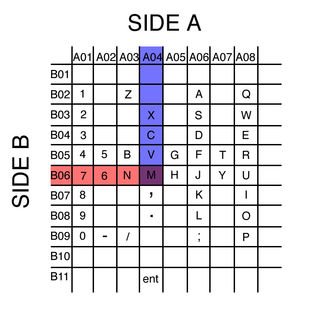 SIDE A
SIDE B
A01 A02 A03 A04 A05 A06 A07 A08
B01
B02 1 Z A Q
B03 2 X S W
B04 3 C D E
B05 4 5 B V G F T R
B06 7 6 N M H J Y U
B07 8 , K I
B08 9 . L O
B09 0 - / ; P
B10
B11 ent